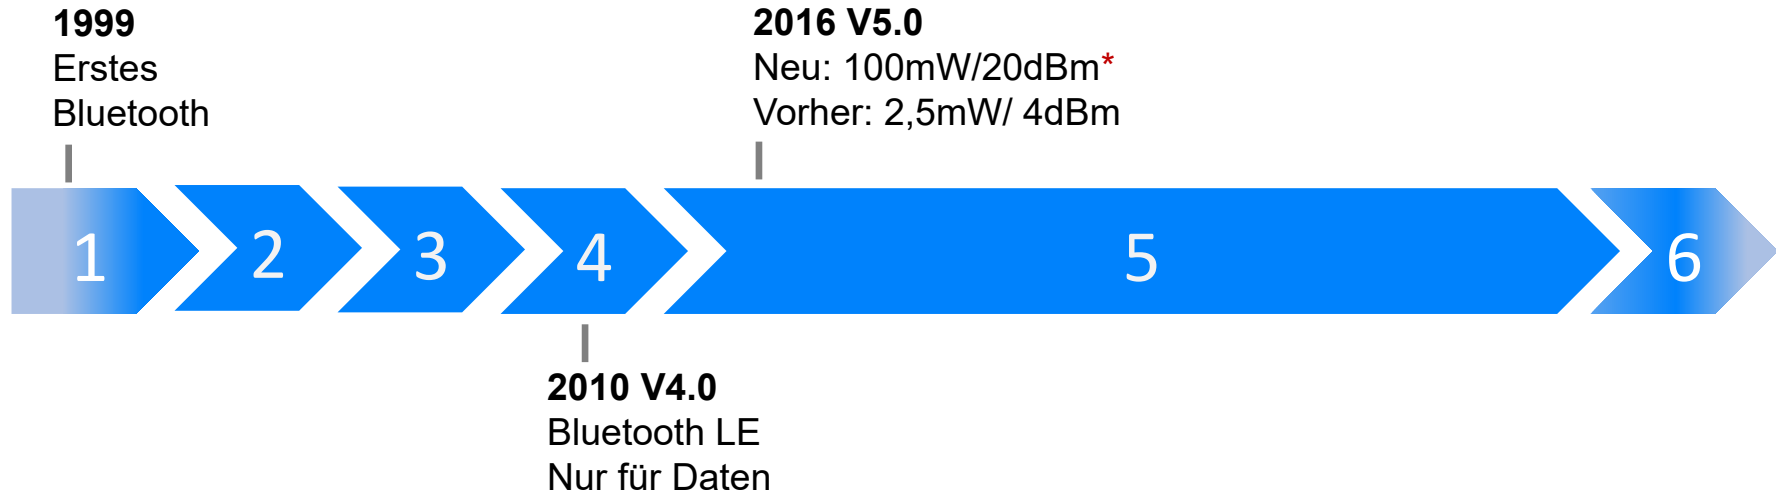 1999
Erstes
Bluetooth
2016 V5.0
Neu: 100mW/20dBm*
Vorher: 2,5mW/ 4dBm
1
2
3
4
5
6
2010 V4.0
Bluetooth LE
Nur für Daten